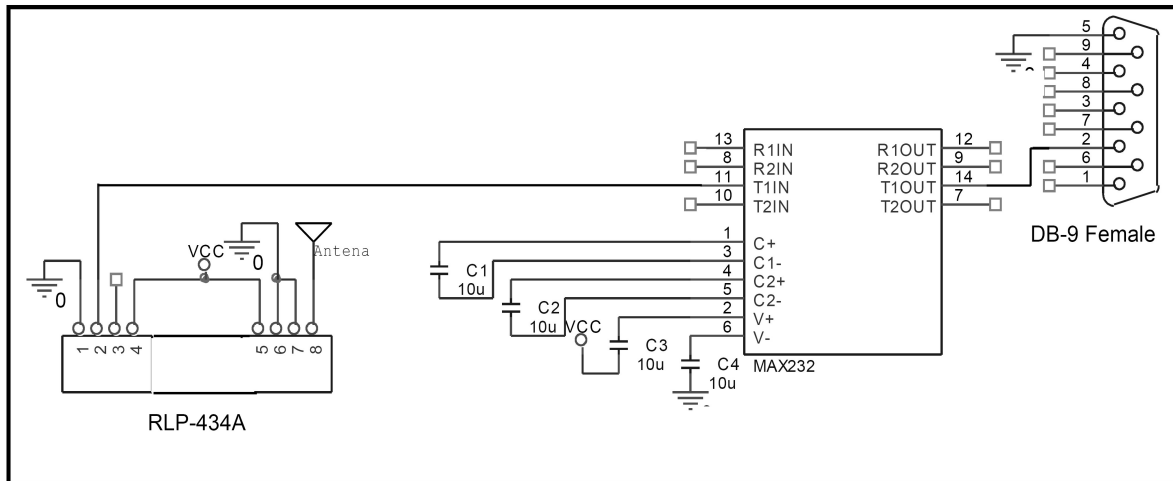 5
9
4
8
3
7
2
6
1
DB-9 Female
13 R1IN R1OUT 12
8 R2IN R2OUT 9
11 T1IN T1OUT 14
10 T2IN T2OUT 7
1 C+
3 C1-
4 C2+
5 C2-
2 V+
6 V-
MAX232
C1
10u
C2
10u
VCC
C3
10u
C4
10u
Antena
VCC
0
0
1 2 3 4 5 6 7 8
RLP-434A